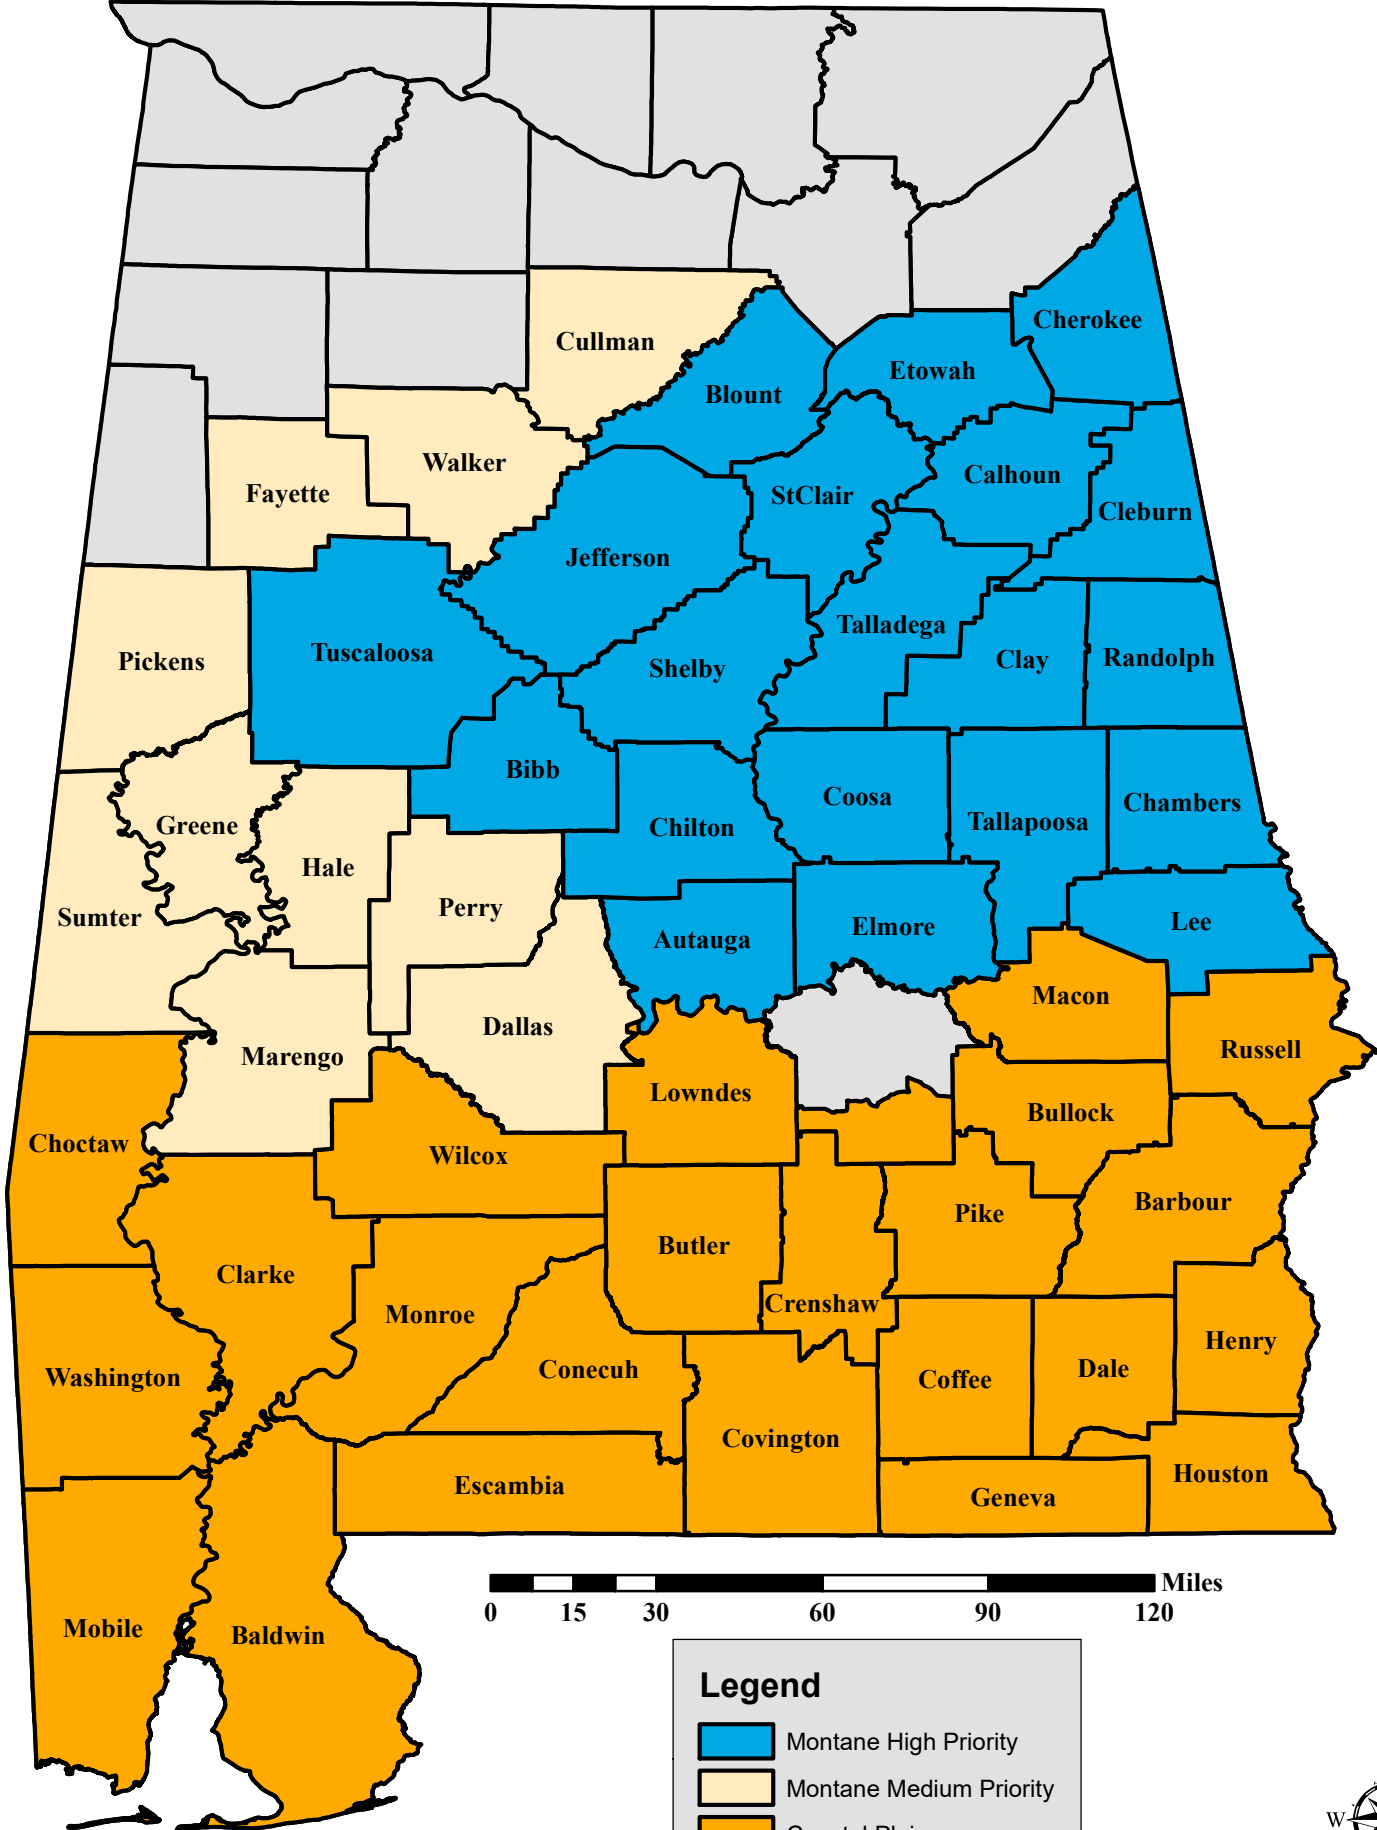 Cherokee
Cullman
Etowah
Blount
Walker
Calhoun
Fayette
StClair
Cleburn
Jefferson
Talladega
Tuscaloosa
Randolph
Clay
Pickens
Shelby
Bibb
Coosa
Chambers
Tallapoosa
Greene
Chilton
Hale
Perry
Sumter
Lee
Elmore
Autauga
Macon
Dallas
Russell
Marengo
Lowndes
Bullock
Choctaw
Wilcox
Barbour
Pike
Butler
Clarke
Crenshaw
Monroe
Henry
Conecuh
Dale
Washington
Coffee
Covington
Houston
Escambia
Geneva
Miles
0 15 30 60 90 120
Mobile
Baldwin
Legend
Montane High Priority
Montane Medium Priority
W